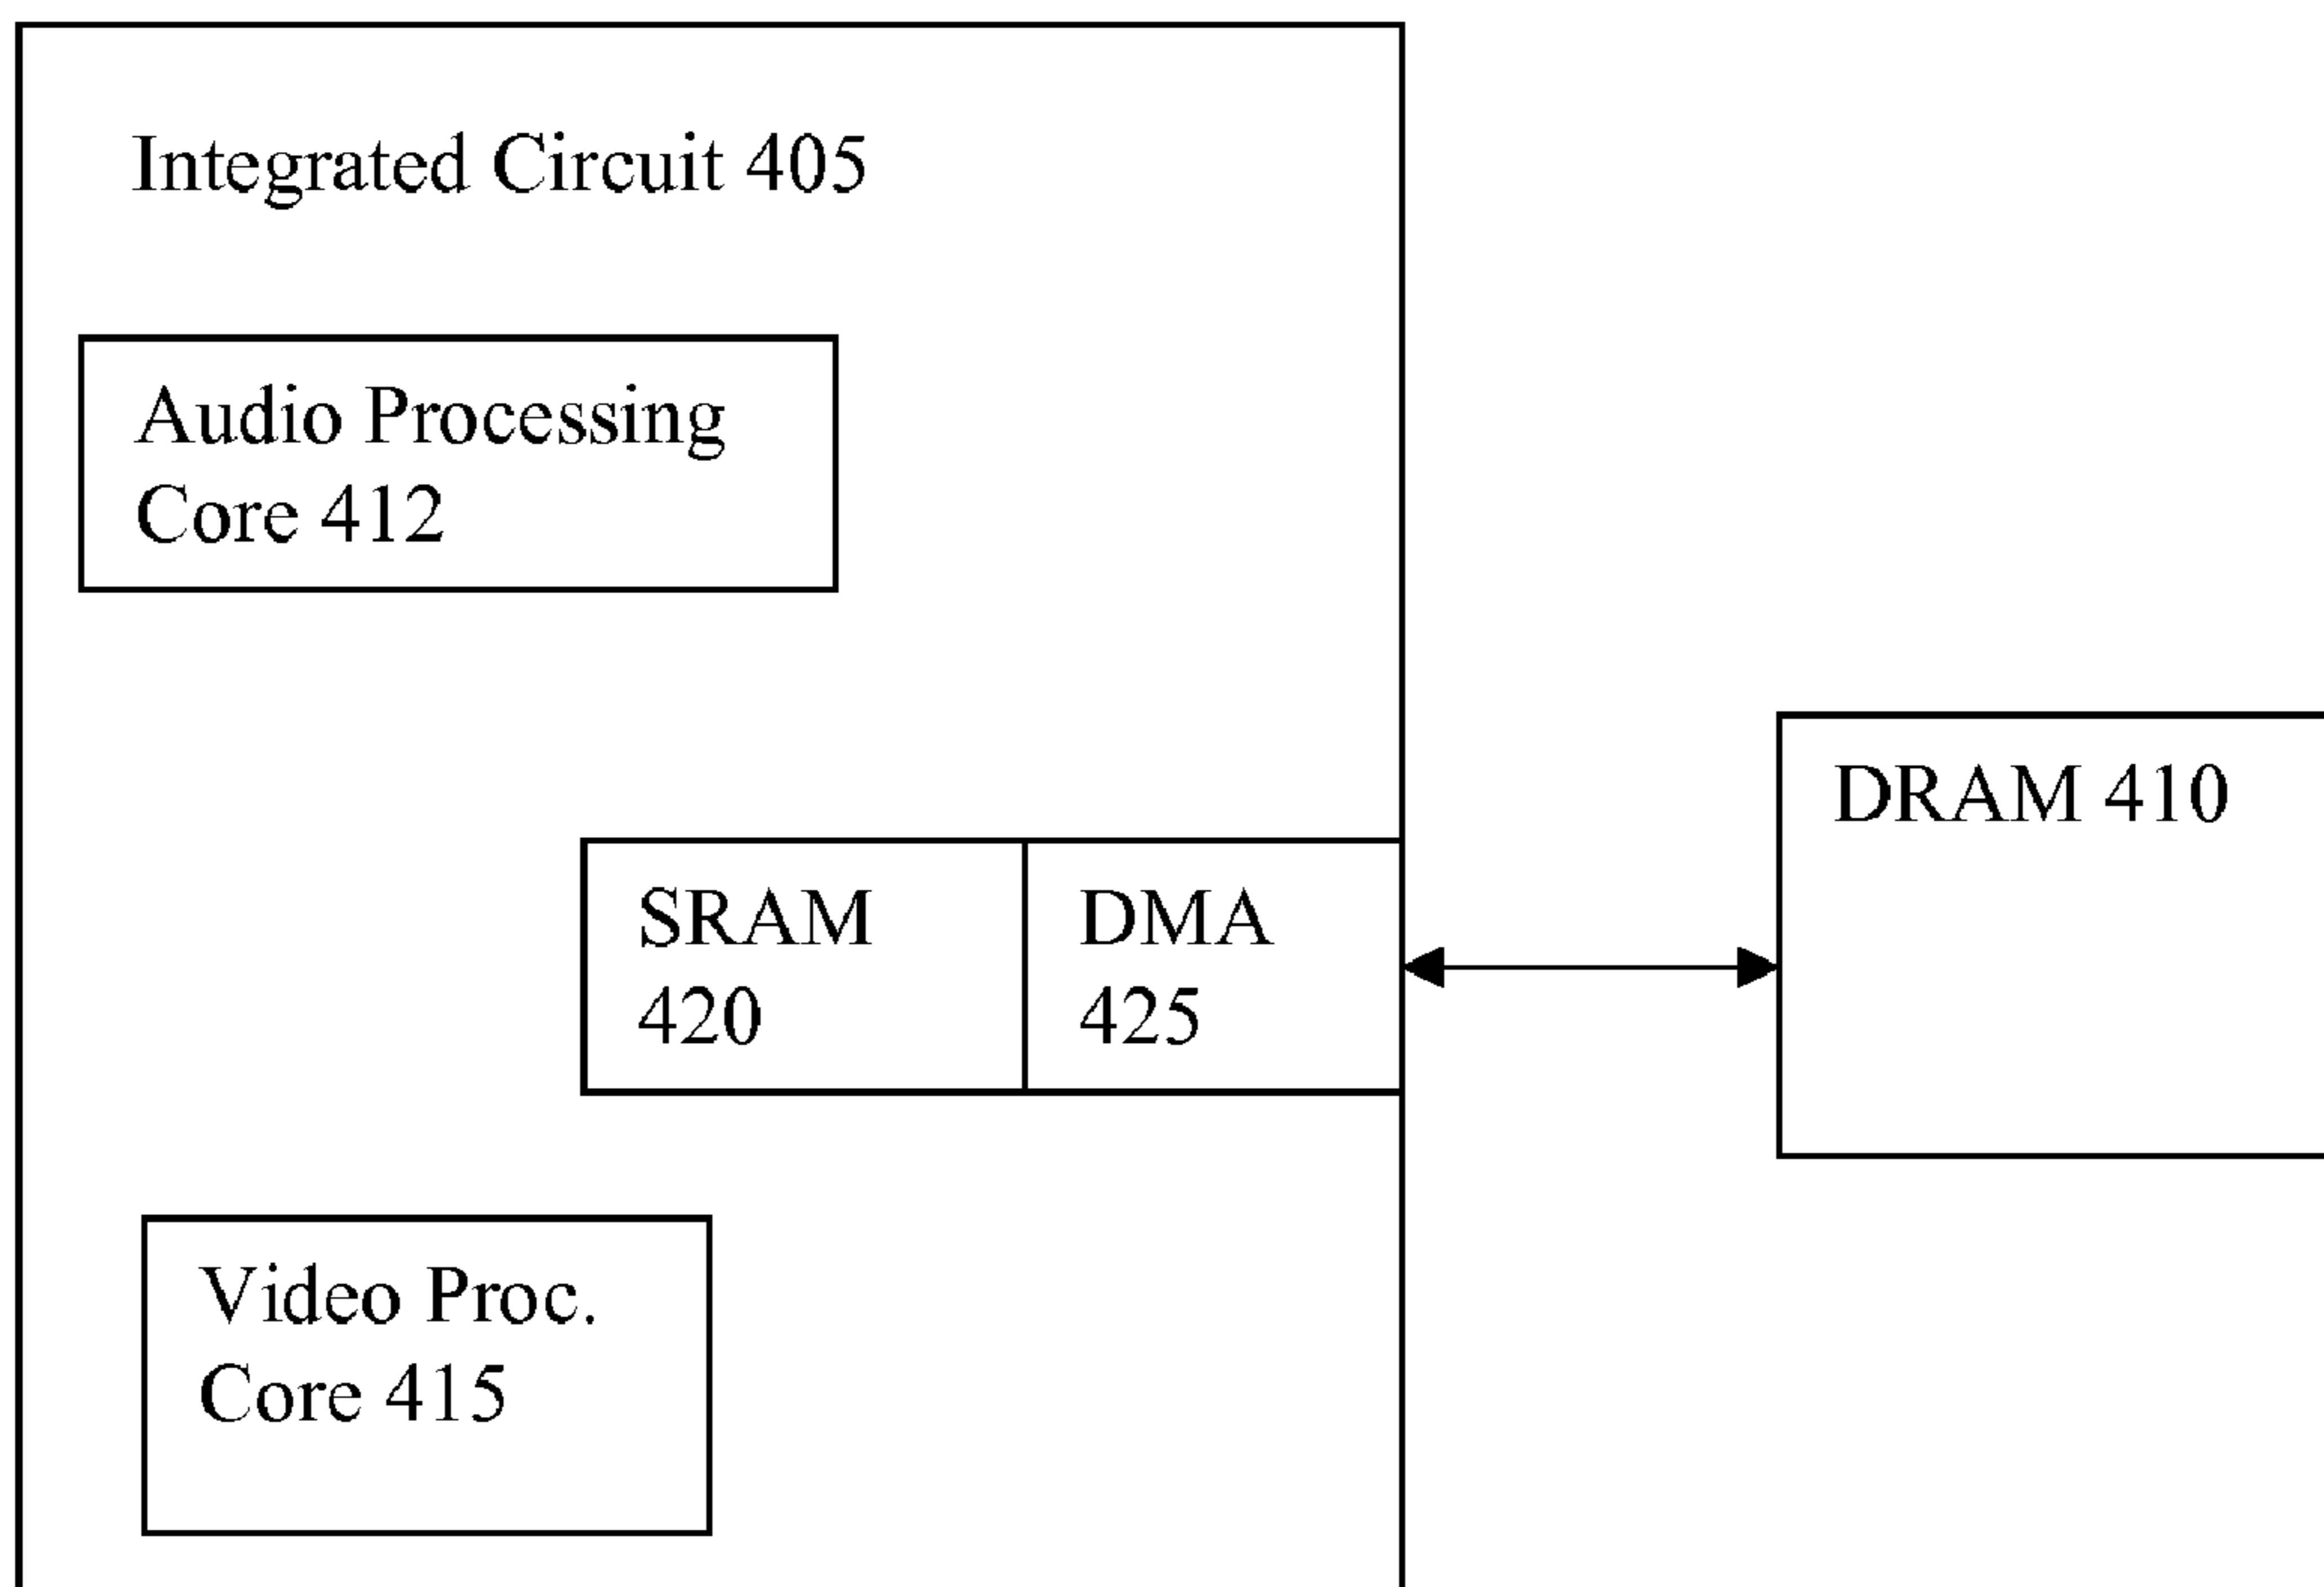 Integrated Circuit 405
Audio Processing
Core 412
DRAM 410
SRAM
420
DMA
425
Video Proc.
Core 415